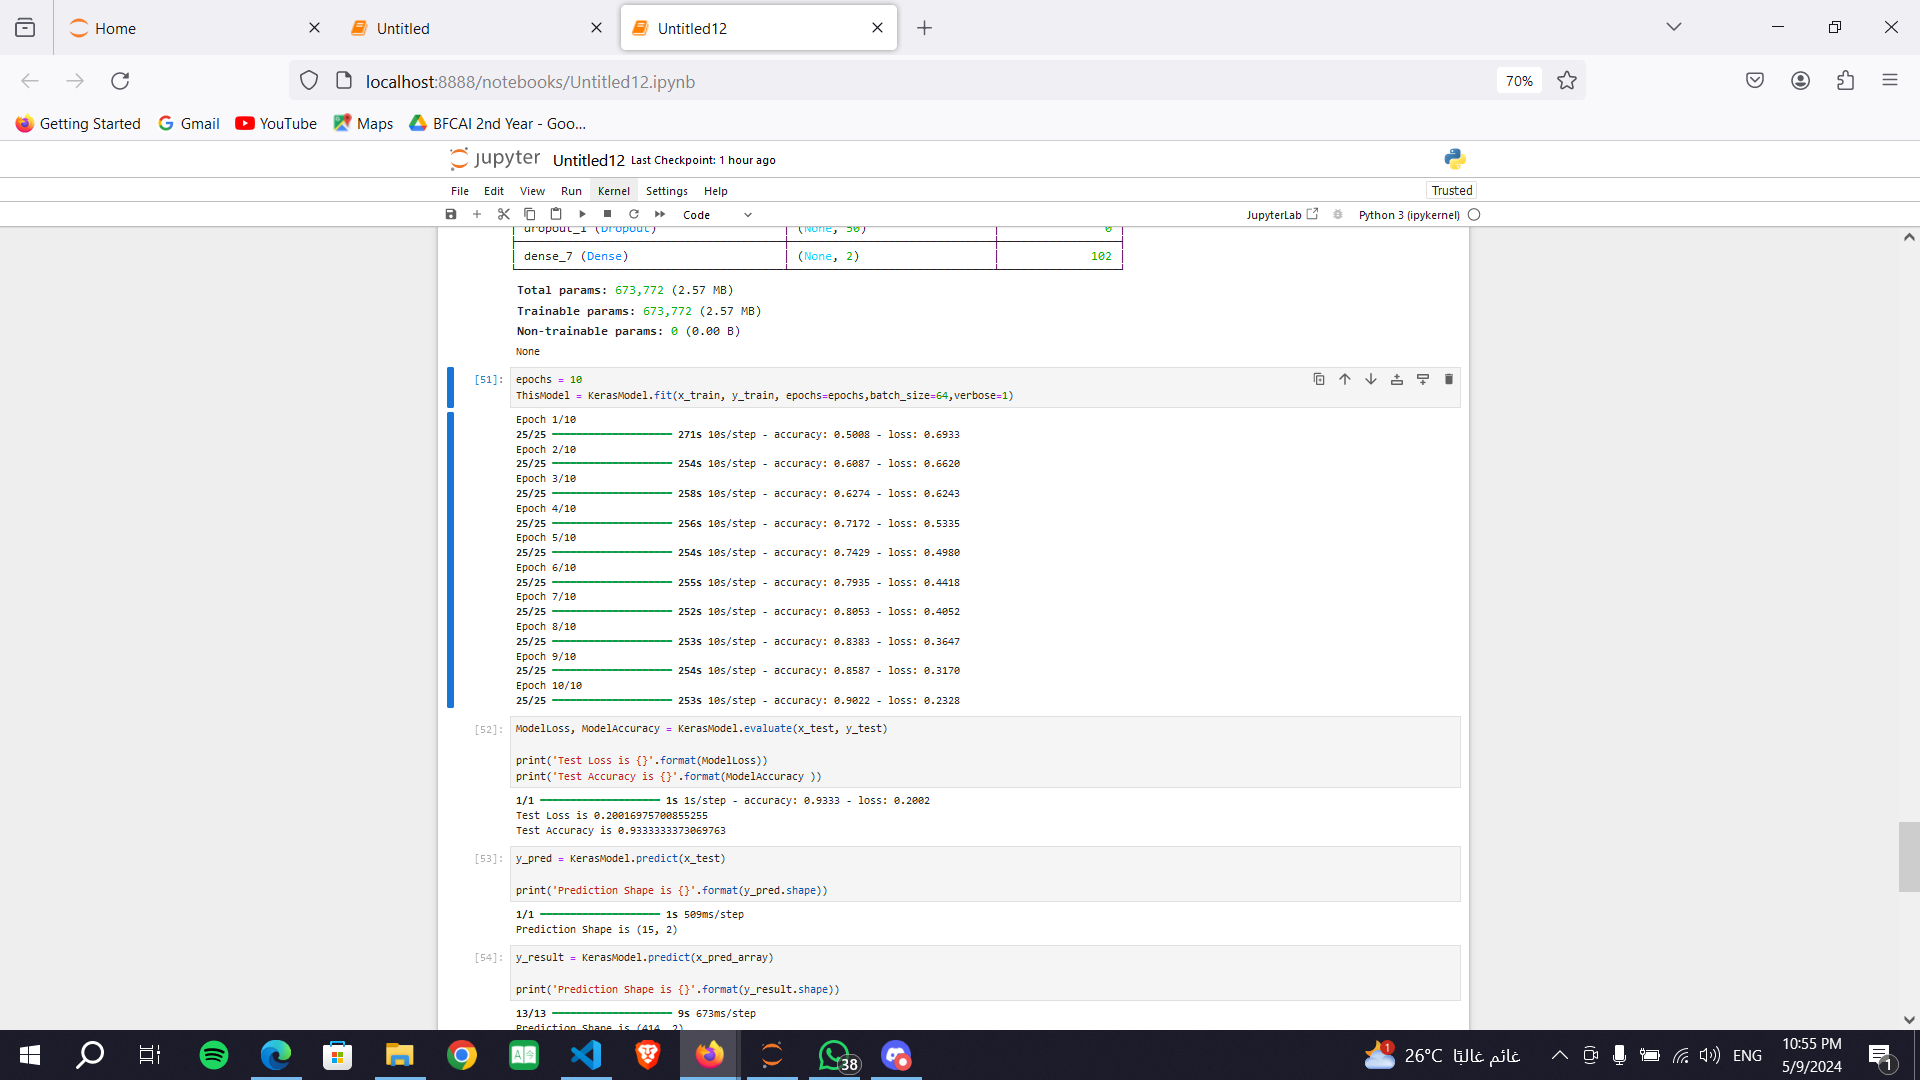 Home
Untitled
Untitled12
localhost:8888/notebooks/Untitled12.ipynb
70%
Getting Started
Gmail
YouTube
Maps
BFCAI 2nd Year - Goo...
jupyter Untitled12 Last Checkpoint: 1 hour ago
File Edit View Run Kernel Settings Help
Trusted
Code
JupyterLab
Python 3 (ipykernel)
dropout_1 (Dropout) (None, 50) 0
dense_7 (Dense) (None, 2) 102
Total params: 673,772 (2.57 MB)
Trainable params: 673,772 (2.57 MB)
Non-trainable params: 0 (0.00 B)
None
[51]: epochs = 10
ThisModel = KerasModel.fit(x_train, y_train, epochs=epochs,batch_size=64,verbose=1)
Epoch 1/10
25/25 271s 10s/step - accuracy: 0.5008 - loss: 0.6933
Epoch 2/10
25/25 254s 10s/step - accuracy: 0.6087 - loss: 0.6620
Epoch 3/10
25/25 258s 10s/step - accuracy: 0.6274 - loss: 0.6243
Epoch 4/10
25/25 256s 10s/step - accuracy: 0.7172 - loss: 0.5335
Epoch 5/10
25/25 254s 10s/step - accuracy: 0.7429 - loss: 0.4980
Epoch 6/10
25/25 255s 10s/step - accuracy: 0.7935 - loss: 0.4418
Epoch 7/10
25/25 252s 10s/step - accuracy: 0.8053 - loss: 0.4052
Epoch 8/10
25/25 253s 10s/step - accuracy: 0.8383 - loss: 0.3647
Epoch 9/10
25/25 254s 10s/step - accuracy: 0.8587 - loss: 0.3170
Epoch 10/10
25/25 253s 10s/step - accuracy: 0.9022 - loss: 0.2328
[52]: ModelLoss, ModelAccuracy = KerasModel.evaluate(x_test, y_test)
print('Test Loss is {}'.format(ModelLoss))
print('Test Accuracy is {}'.format(ModelAccuracy ))
1/1 1s 1s/step - accuracy: 0.9333 - loss: 0.2002
Test Loss is 0.20016975700855255
Test Accuracy is 0.9333333373069763
[53]: y_pred = KerasModel.predict(x_test)
print('Prediction Shape is {}'.format(y_pred.shape))
1/1 1s 509ms/step
Prediction Shape is (15, 2)
[54]: y_result = KerasModel.predict(x_pred_array)
print('Prediction Shape is {}'.format(y_result.shape))
13/13 9s 673ms/step
Prediction Shape is (414, 2)
38
1
26°C غائم غالبًا
ENG
10:55 PM
5/9/2024
1